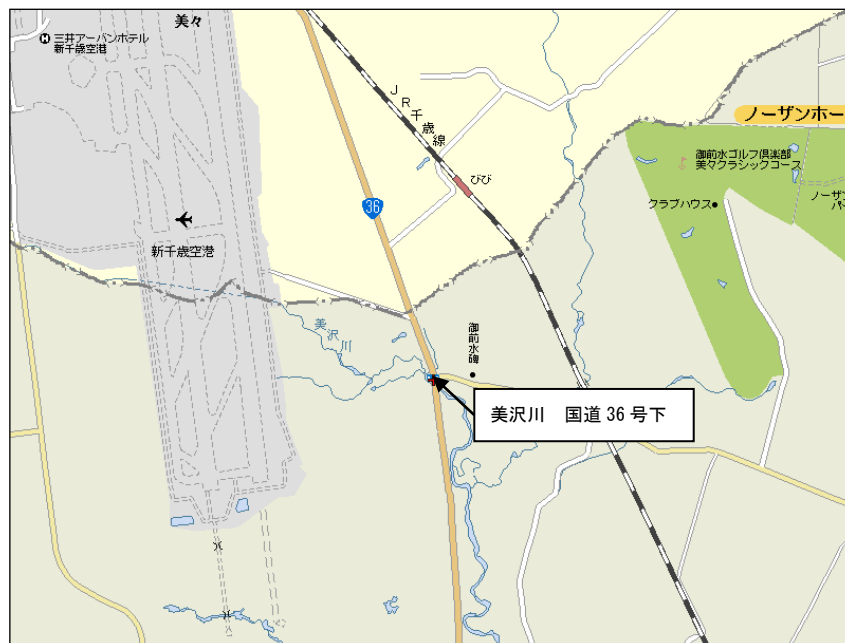 美々
三井アーバンホテル
新千歳空港
JR千歳線
ノーザンホー
御前水ゴルフ倶楽部
美々クラシックコース
びび
クラブハウス
ノーザ
パー
36
新千歳空港
美沢川
御前水碑
美沢川 国道36号下